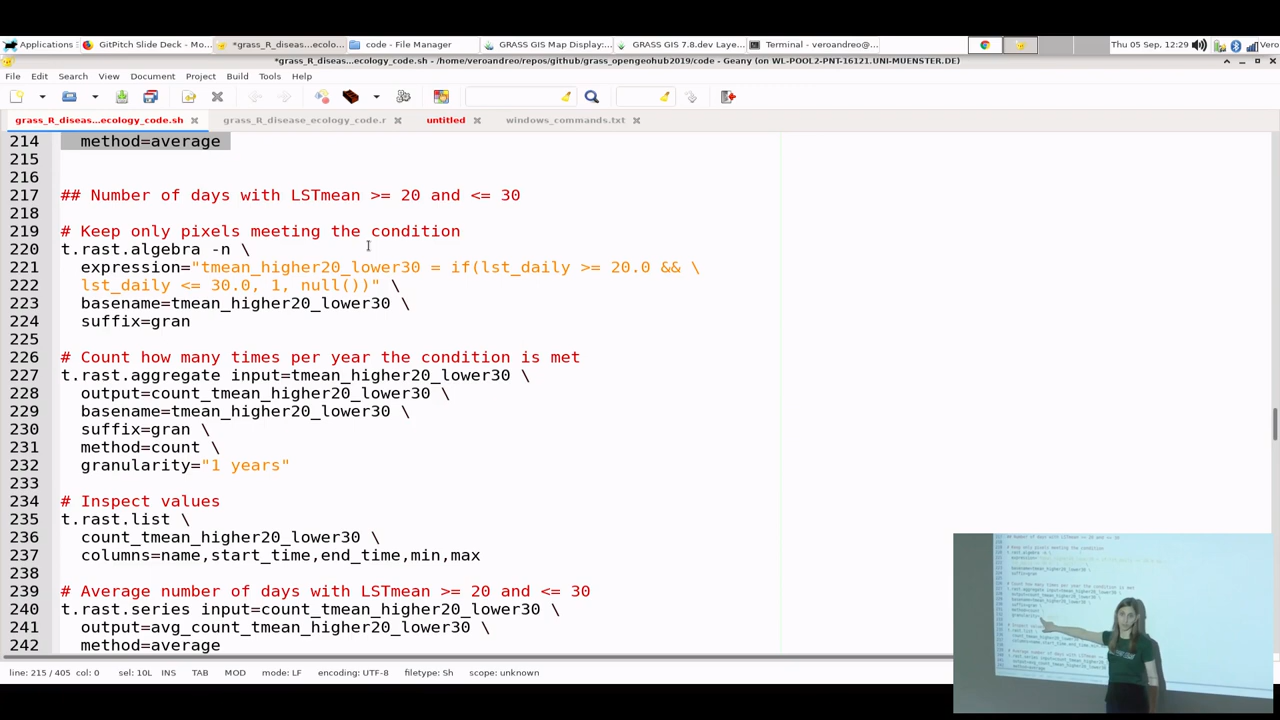 Applications
GitPitch Slide Deck - Mo...
*grass_R_diseas...ecolo...
code - File Manager
GRASS GIS Map Display:...
GRASS GIS 7.8.dev Laye...
Terminal - veroandreo@...
Thu 05 Sep, 12:29
Vero
*grass_R_diseas...ecology_code.sh - /home/veroandreo/repos/github/grass_opengeohub2019/code - Geany (on WL-POOL2-PNT-16121.UNI-MUENSTER.DE)
File Edit Search View Document Project Build Tools Help
grass_R_diseas...ecology_code.sh
grass_R_disease_ecology_code.r
untitled
windows_commands.txt
214 method=average
215
216
217 ## Number of days with LSTmean >= 20 and <= 30
218
219 # Keep only pixels meeting the condition
220 t.rast.algebra -n \
221 expression="tmean_higher20_lower30 = if(lst_daily >= 20.0 && \
222 lst_daily <= 30.0, 1, null())" \
223 basename=tmean_higher20_lower30 \
224 suffix=gran
225
226 # Count how many times per year the condition is met
227 t.rast.aggregate input=tmean_higher20_lower30 \
228 output=count_tmean_higher20_lower30 \
229 basename=tmean_higher20_lower30 \
230 suffix=gran \
231 method=count \
232 granularity="1 years"
233
234 # Inspect values
235 t.rast.list \
236 count_tmean_higher20_lower30 \
237 columns=name,start_time,end_time,min,max
238
239 # Average number of days with LSTmean >= 20 and <= 30
240 t.rast.series input=count_tmean_higher20_lower30 \
241 output=avg_count_tmean_higher20_lower30 \
242 method=average
line: 215 / 405 col: 0 sel: 10L INS TAB MOD mode: LF encoding: UTF-8 filetype: Sh scope: unknown